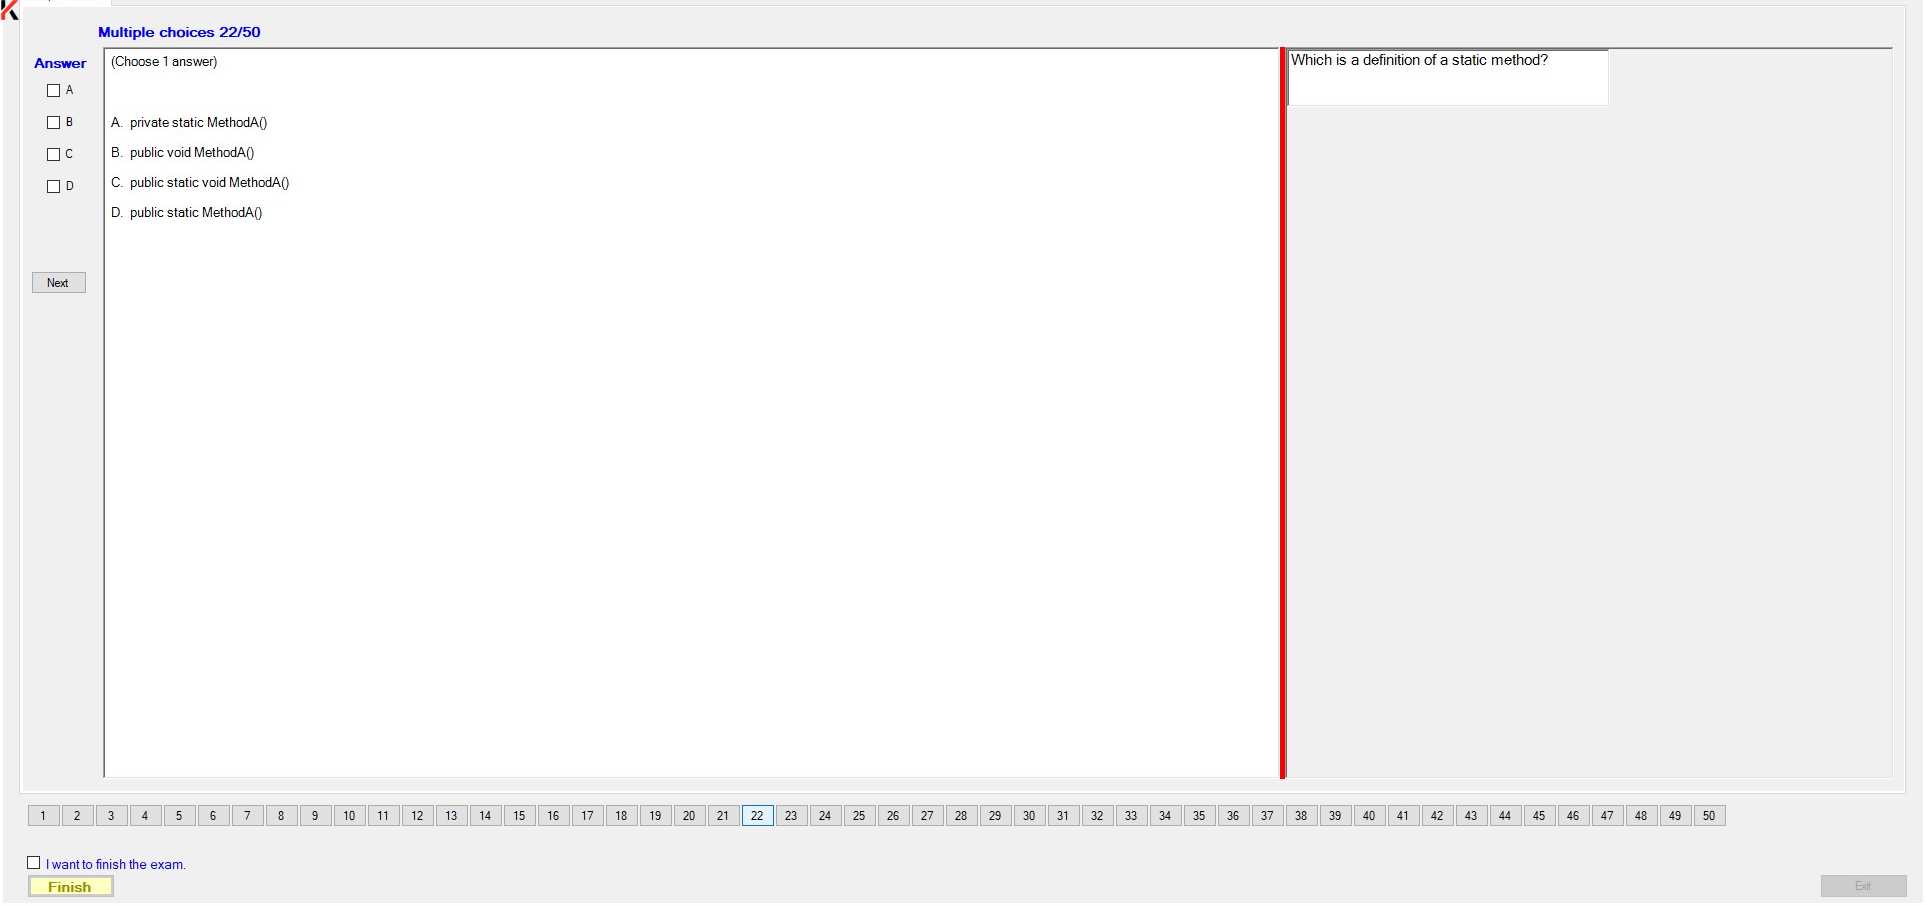 Multiple choices 22/50
Answer
(Choose 1 answer)
Which is a definition of a static method?
A
B
C
D
A. private static MethodA()
B. public void MethodA()
C. public static void MethodA()
D. public static MethodA()
Next
1 2 3 4 5 6 7 8 9 10 11 12 13 14 15 16 17 18 19 20 21 22 23 24 25 26 27 28 29 30 31 32 33 34 35 36 37 38 39 40 41 42 43 44 45 46 47 48 49 50
I want to finish the exam.
Finish
Exit